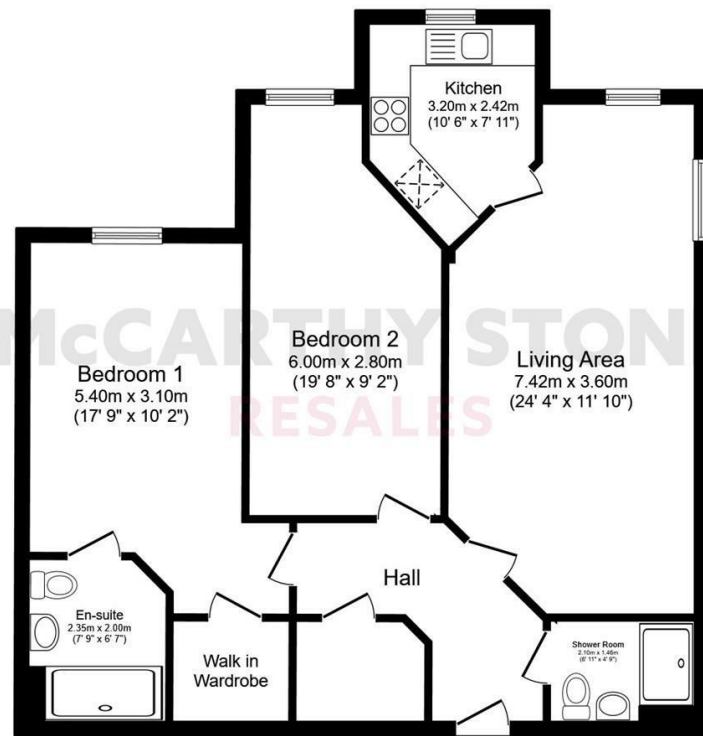 Kitchen
3.20m x 2.42m
(10' 6" x 7' 11")
McCARTHY STON
RESALES
Bedroom 2
6.00m x 2.80m
(19' 8" x 9' 2")
Living Area
7.42m x 3.60m
(24' 4" x 11' 10")
Bedroom 1
5.40m x 3.10m
(17' 9" x 10' 2")
Hall
En-suite
2.35m x 2.00m
(7' 9" x 6' 7")
Walk in
Wardrobe
Shower Room
2.10m x 1.46m
(6' 11" x 4' 9")